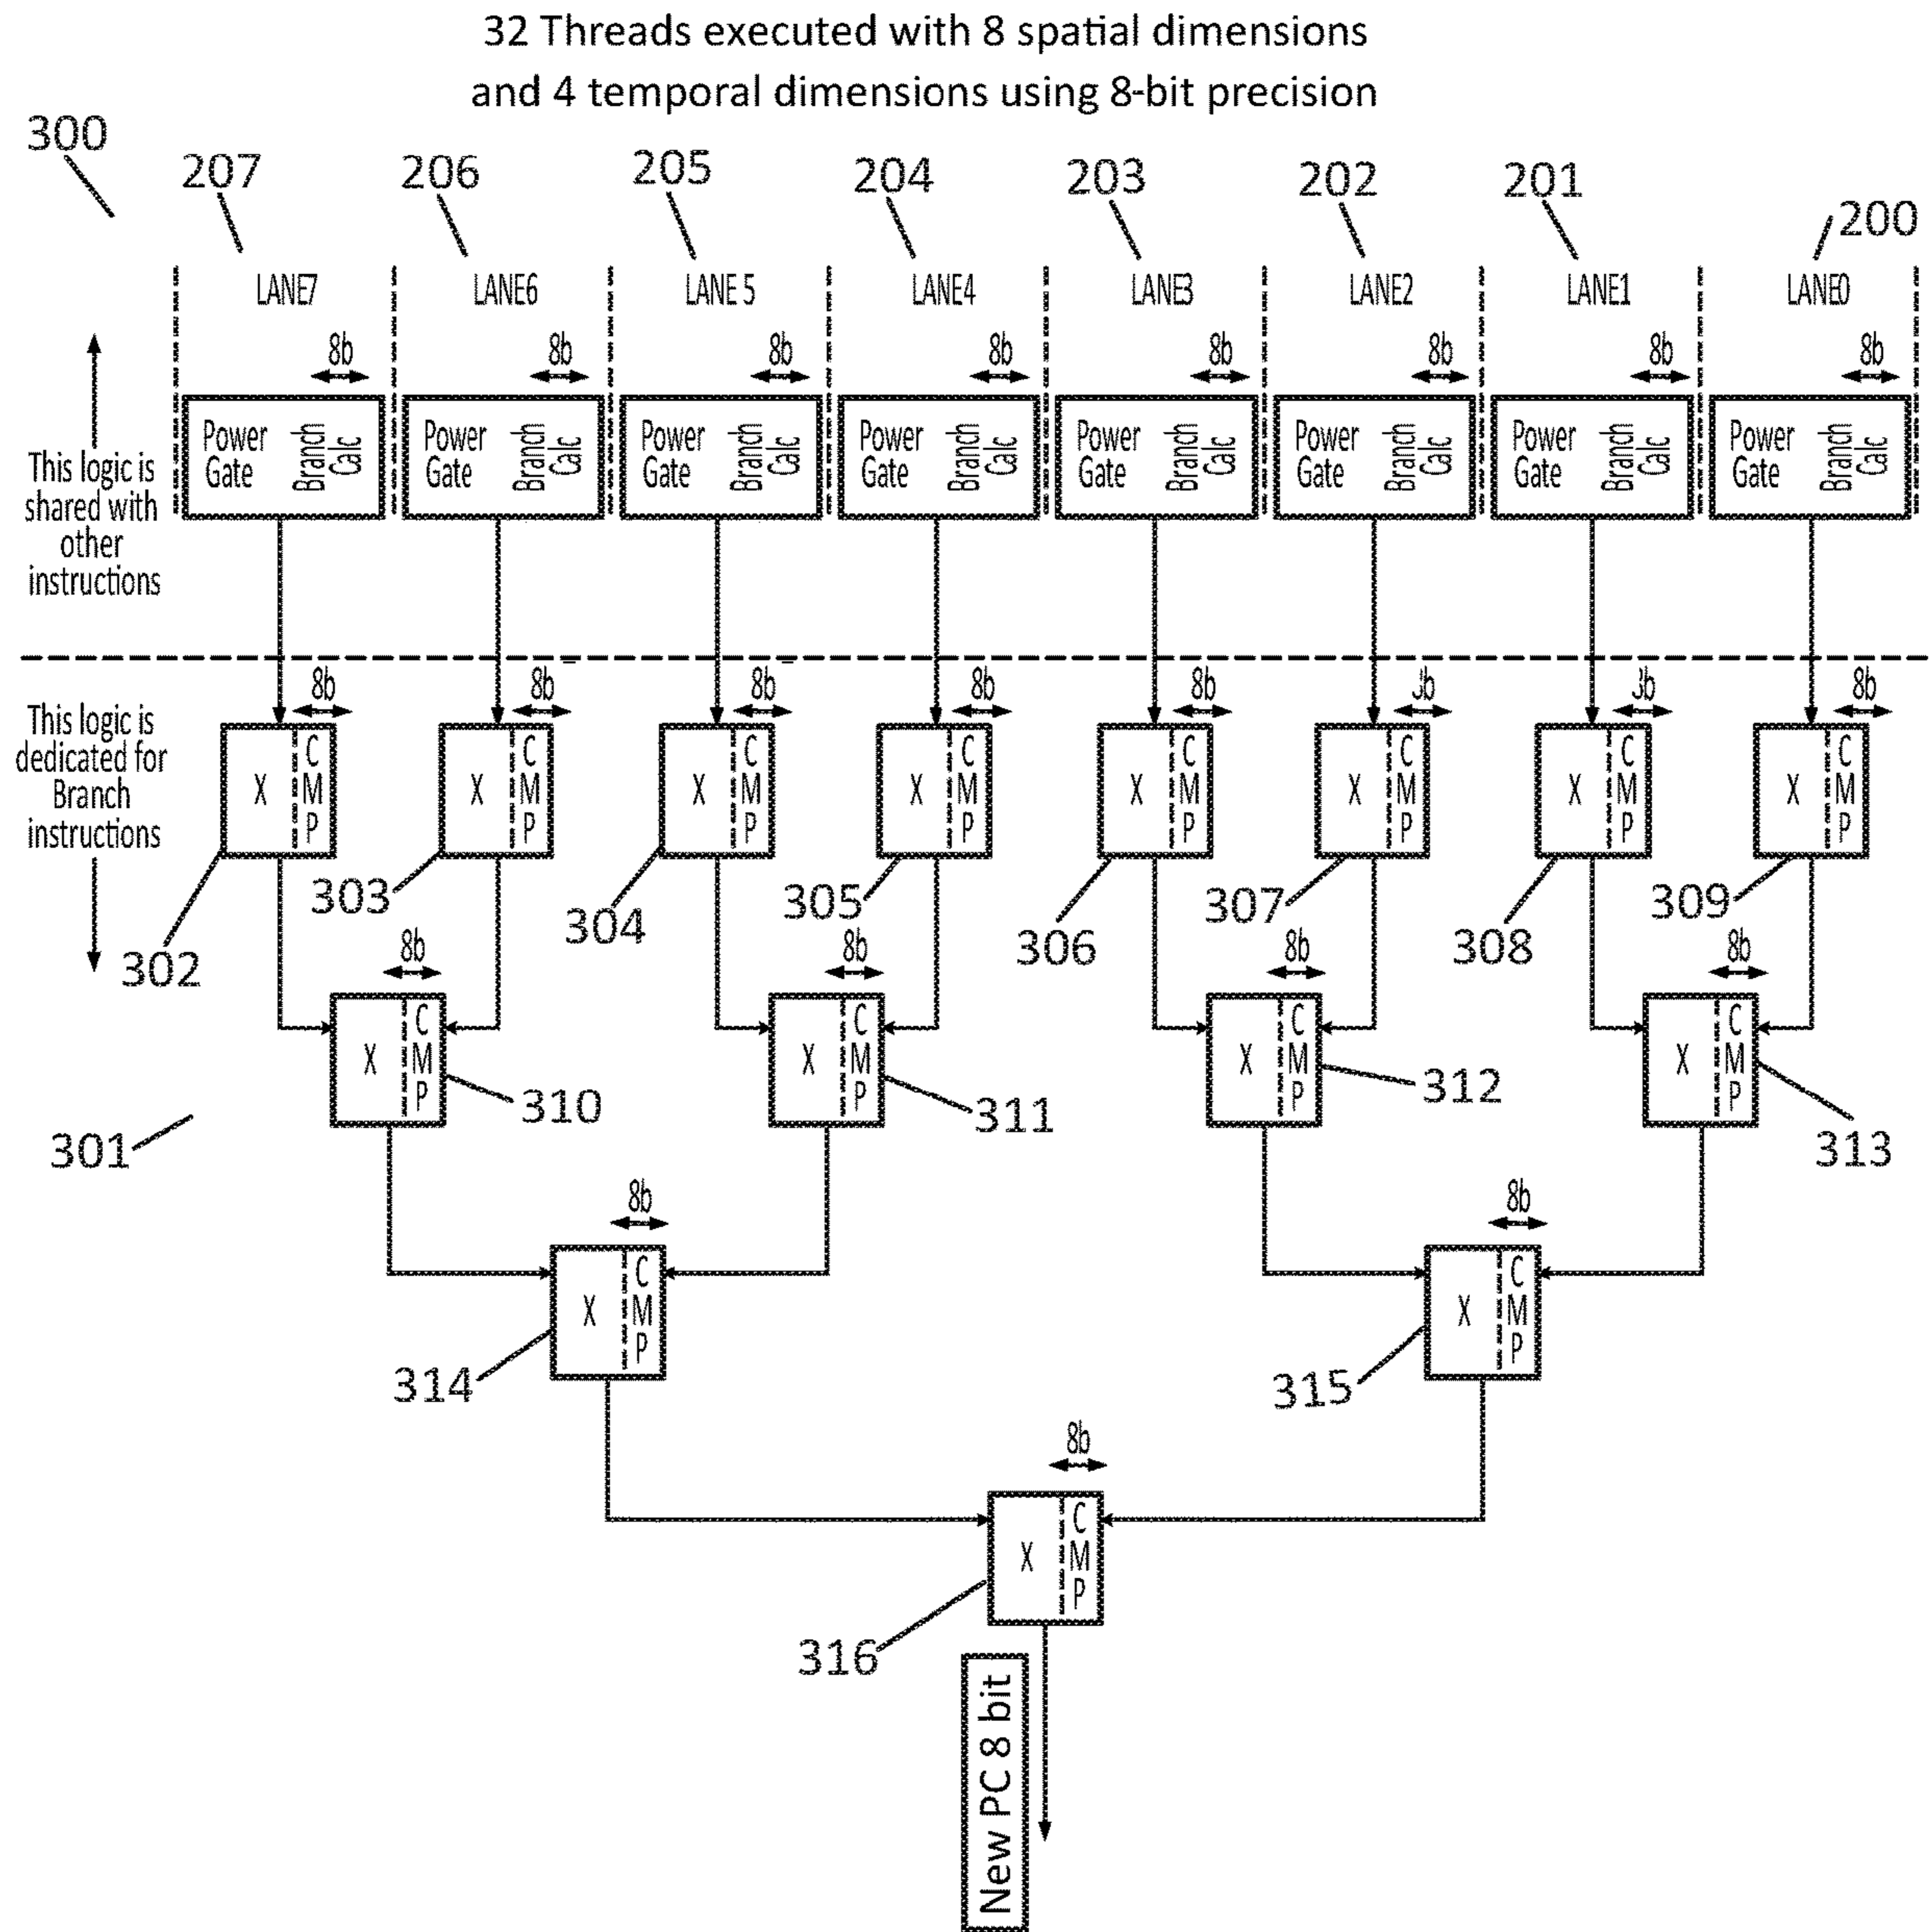 32 Threads executed with 8 spatial dimensions
and 4 temporal dimensions using 8-bit precision
300
207
206
205
204
203
202
201
200
LANE7
LANE6
LANE 5
LANE4
LANE3
LANE2
LANE1
LANE0
8b
8b
8b
8b
8b
8b
8b
8b
Power
Gate
Branch
Calc
Power
Gate
Branch
Calc
Power
Gate
Branch
Calc
Power
Gate
Branch
Calc
Power
Gate
Branch
Calc
Power
Gate
Branch
Calc
Power
Gate
Branch
Calc
Power
Gate
Branch
Calc
This logic is
shared with
other
instructions
This logic is
dedicated for
Branch
instructions
8b
8b
8b
8b
8b
8b
X
CMP
X
CMP
X
CMP
X
CMP
X
CMP
X
CMP
X
CMP
X
CMP
302
303
304
305
306
307
308
309
8b
8b
8b
8b
X
CMP
X
CMP
X
CMP
X
CMP
310
311
312
313
301
8b
8b
X
CMP
X
CMP
314
315
8b
X
CMP
316
New PC 8 bit